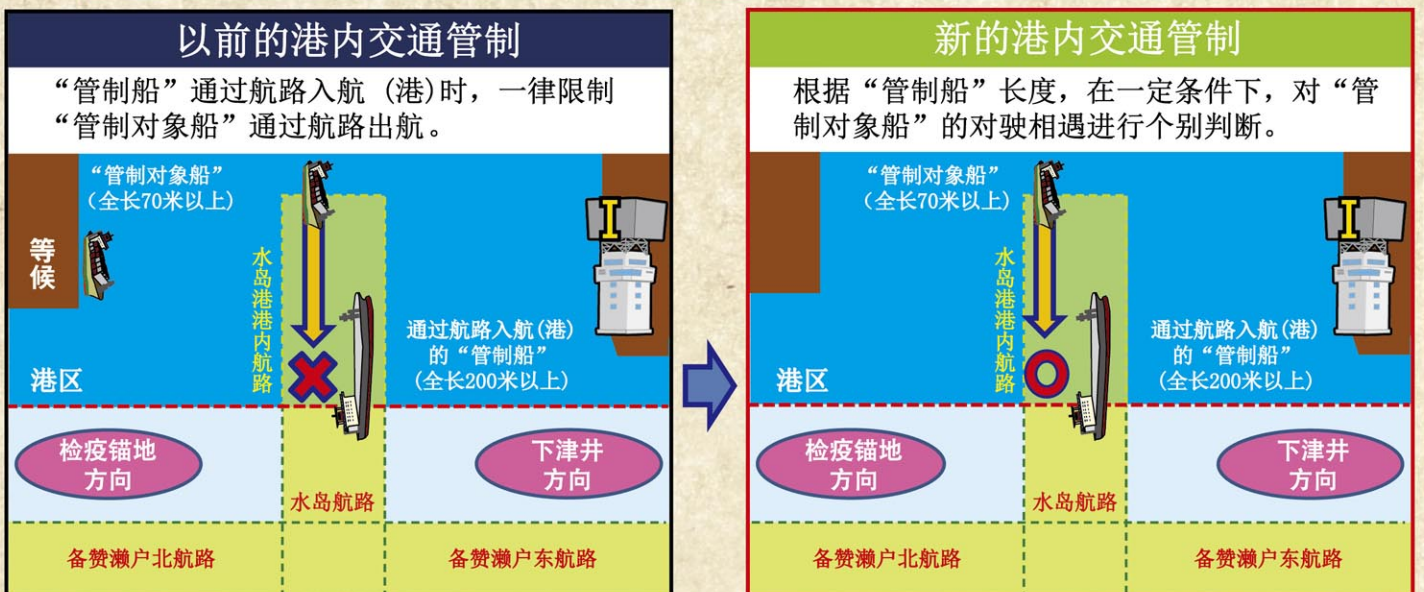 以前的港内交通管制
“管制船”通过航路入航 (港)时，一律限制
“管制对象船”通过航路出航。
“管制对象船”
(全长70米以上)
等候
水岛港港内航路
I
通过航路入航(港)
的“管制船”
(全长200米以上)
港区
检疫锚地
方向
下津井
方向
水岛航路
备赞濑户北航路
备赞濑户东航路
新的港内交通管制
根据“管制船”长度，在一定条件下，对“管
制对象船”的对驶相遇进行个别判断。
“管制对象船”
(全长70米以上)
水岛港港内航路
I
通过航路入航(港)
的“管制船”
(全长200米以上)
港区
检疫锚地
方向
下津井
方向
水岛航路
备赞濑户北航路
备赞濑户东航路